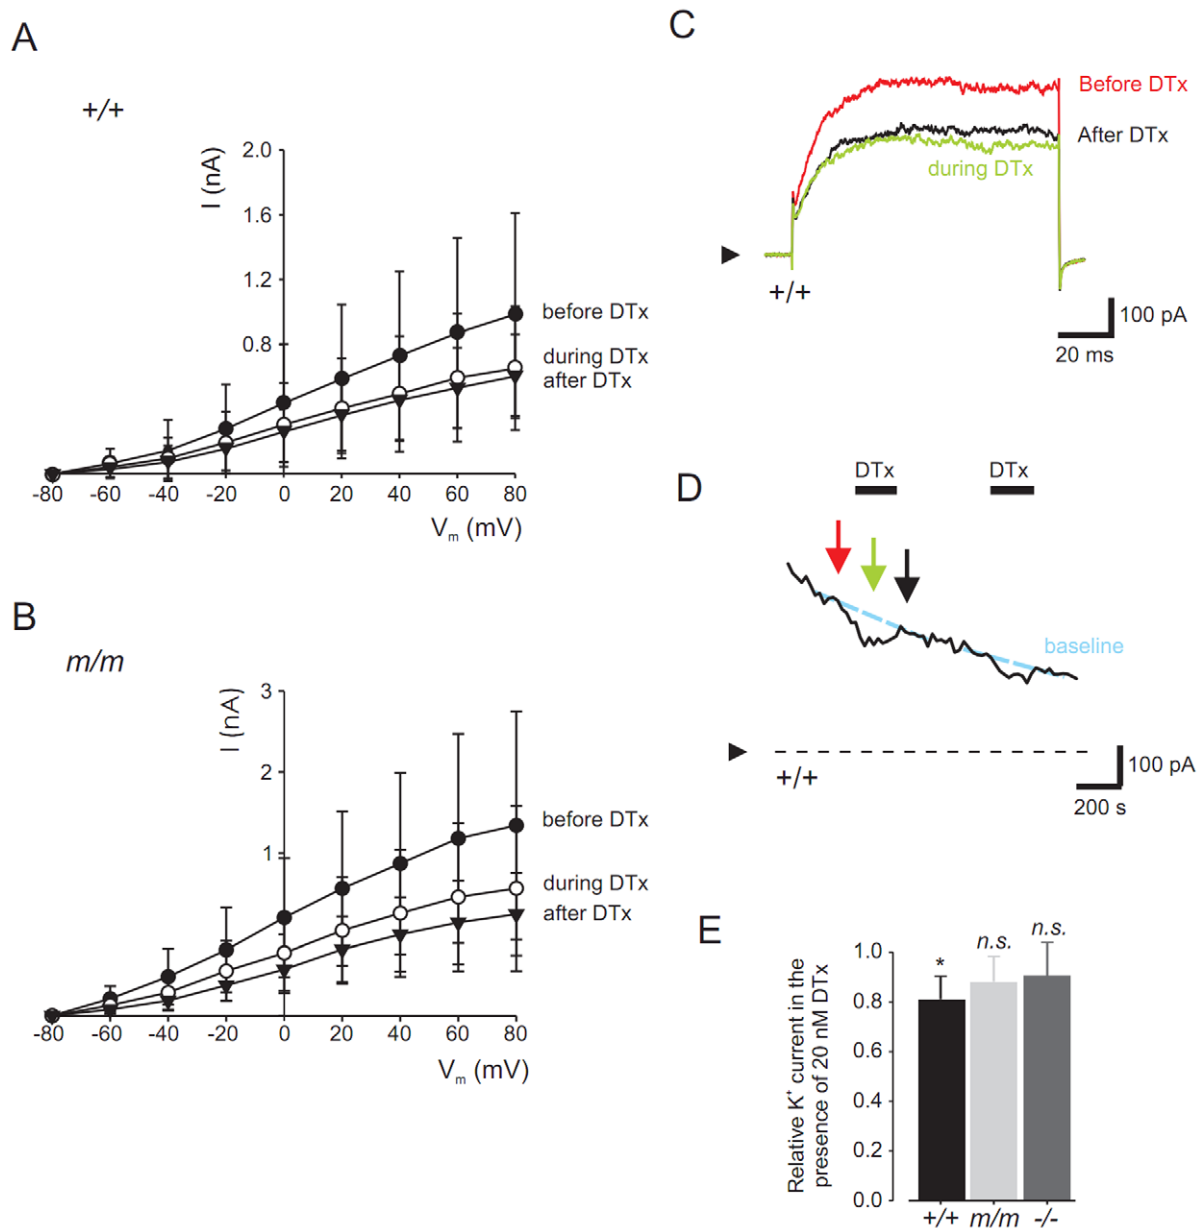 A
+/+
I (nA)
2.0
1.6
1.2
0.8
before DTx
during DTx
after DTx
-80
-60
-40
-20
0
20
40
60
80
Vm (mV)
B
m/m
I (nA)
3
2
1
before DTx
during DTx
after DTx
-80
-60
-40
-20
0
20
40
60
80
Vm (mV)
C
Before DTx
After DTx
during DTx
+/+
100 pA
20 ms
D
DTx
DTx
baseline
+/+
100 pA
200 s
E
Relative K+ current in the
presence of 20 nM DTx
1.0
0.8
0.6
0.4
0.2
0.0
*
n.s.
n.s.
+/+
m/m
-/-